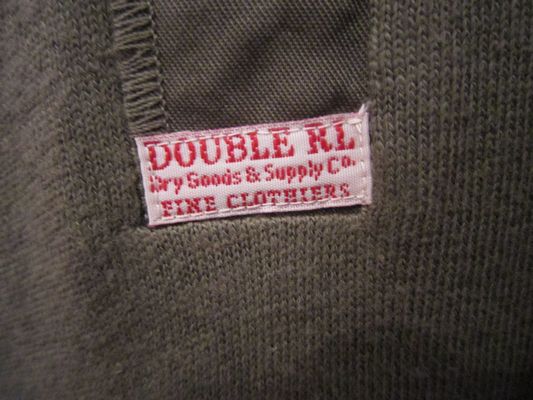 DOUBLE RL
Dry Goods & Supply Co.
FINE CLOTHIERS